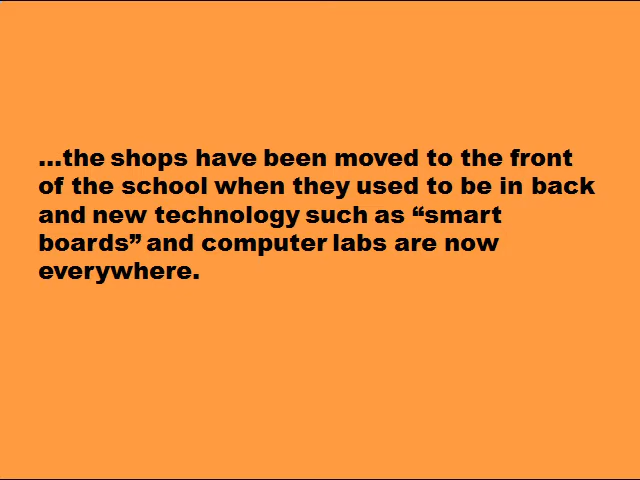 ...the shops have been moved to the front
of the school when they used to be in back
and new technology such as “smart
boards” and computer labs are now
everywhere.